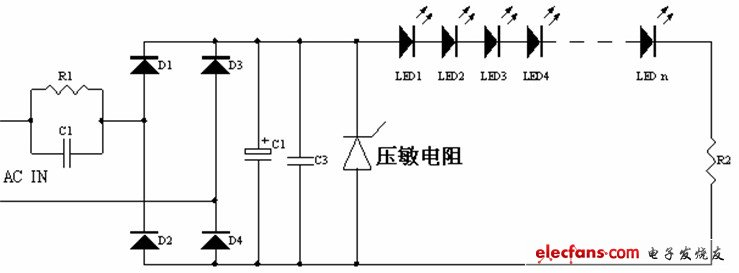 R1
C1
AC IN
D1
D3
D2
D4
+
C1
C3
压敏电阻
LED1
LED2
LED3
LED4
LED n
R2
elecfans.com 电子发烧友